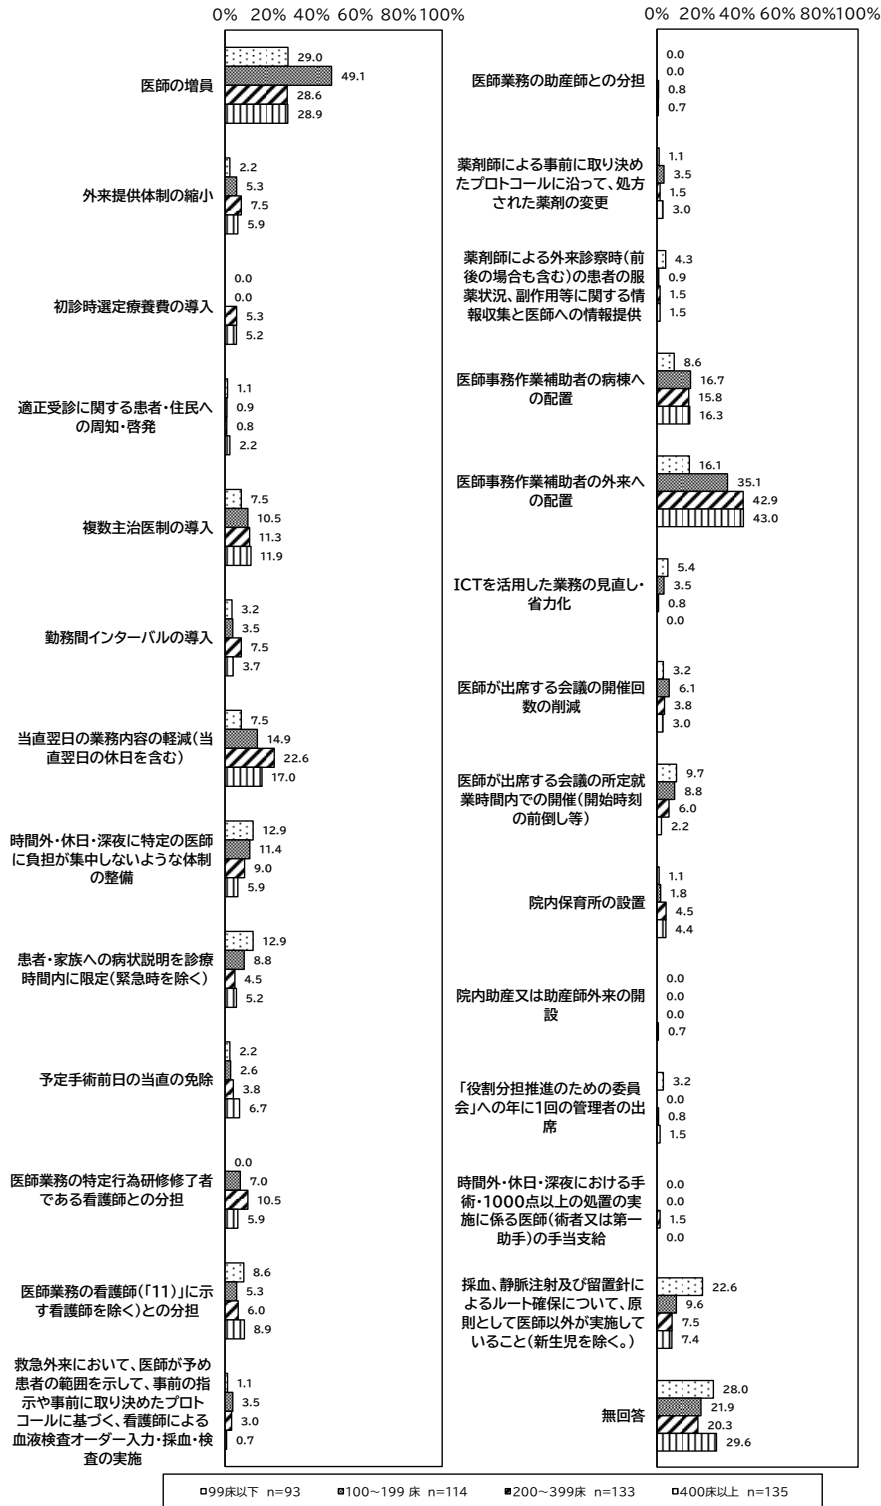 0% 20% 40% 60% 80% 100%
医師の増員
29.0
49.1
28.6
28.9
外来提供体制の縮小
2.2
5.3
7.5
5.9
初診時選定療養費の導入
0.0
0.0
5.3
5.2
適正受診に関する患者・住民へ
の周知・啓発
1.1
0.9
0.8
2.2
複数主治医制の導入
7.5
10.5
11.3
11.9
勤務間インターバルの導入
3.2
3.5
7.5
3.7
当直翌日の業務内容の軽減(当
直翌日の休日を含む)
7.5
14.9
22.6
17.0
時間外・休日・深夜に特定の医師
に負担が集中しないような体制
の整備
12.9
11.4
9.0
5.9
患者・家族への病状説明を診療
時間内に限定(緊急時を除く)
12.9
8.8
4.5
5.2
予定手術前日の当直の免除
2.2
2.6
3.8
6.7
医師業務の特定行為研修修了者
である看護師との分担
0.0
7.0
10.5
5.9
医師業務の看護師(「11)」に示
す看護師を除く)との分担
8.6
5.3
6.0
8.9
救急外来において、医師が予め
患者の範囲を示して、事前の指
示や事前に取り決めたプロト
コールに基づく、看護師による
血液検査オーダー入力・採血・検
査の実施
1.1
3.5
3.0
0.7
0% 20% 40% 60% 80% 100%
医師業務の助産師との分担
0.0
0.0
0.8
0.7
薬剤師による事前に取り決め
たプロトコールに沿って、処方
された薬剤の変更
1.1
3.5
1.5
3.0
薬剤師による外来診察時(前
後の場合も含む)の患者の服
薬状況、副作用等に関する情
報収集と医師への情報提供
4.3
0.9
1.5
1.5
医師事務作業補助者の病棟へ
の配置
8.6
16.7
15.8
16.3
医師事務作業補助者の外来へ
の配置
16.1
35.1
42.9
43.0
ICTを活用した業務の見直し・
省力化
5.4
3.5
0.8
0.0
医師が出席する会議の開催回
数の削減
3.2
6.1
3.8
3.0
医師が出席する会議の所定就
業時間内での開催(開始時刻
の前倒し等)
9.7
8.8
6.0
2.2
院内保育所の設置
1.1
1.8
4.5
4.4
院内助産又は助産師外来の開
設
0.0
0.0
0.0
0.7
「役割分担推進のための委員
会」への年に1回の管理者の出
席
3.2
0.0
0.8
1.5
時間外・休日・深夜における手
術・1000点以上の処置の実
施に係る医師(術者又は第一
助手)の手当支給
0.0
0.0
1.5
0.0
採血、静脈注射及び留置針に
よるルート確保について、原
則として医師以外が実施して
いること(新生児を除く。)
22.6
9.6
7.5
7.4
無回答
28.0
21.9
20.3
29.6
99床以下 n=93 100~199 床 n=114 200~399床 n=133 400床以上 n=135